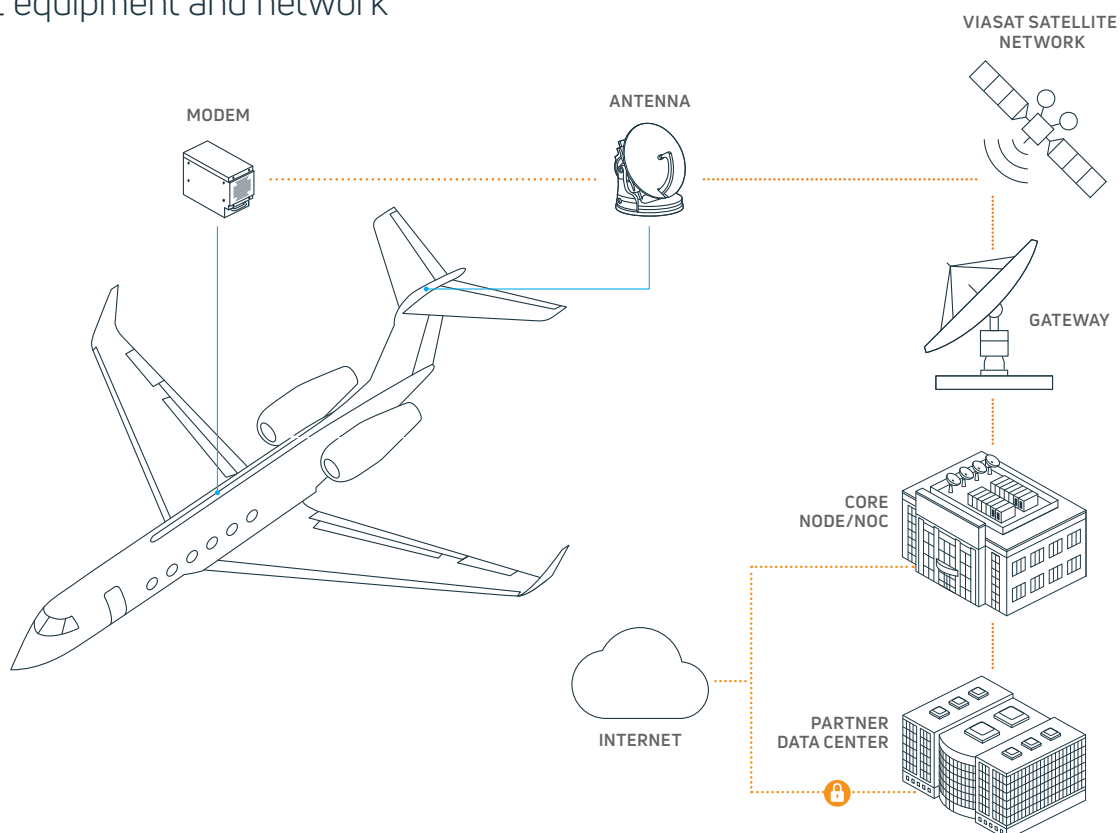 equipment and network
VIASAT SATELLITE
NETWORK
MODEM
ANTENNA
GATEWAY
CORE
NODE/NOC
INTERNET
PARTNER
DATA CENTER